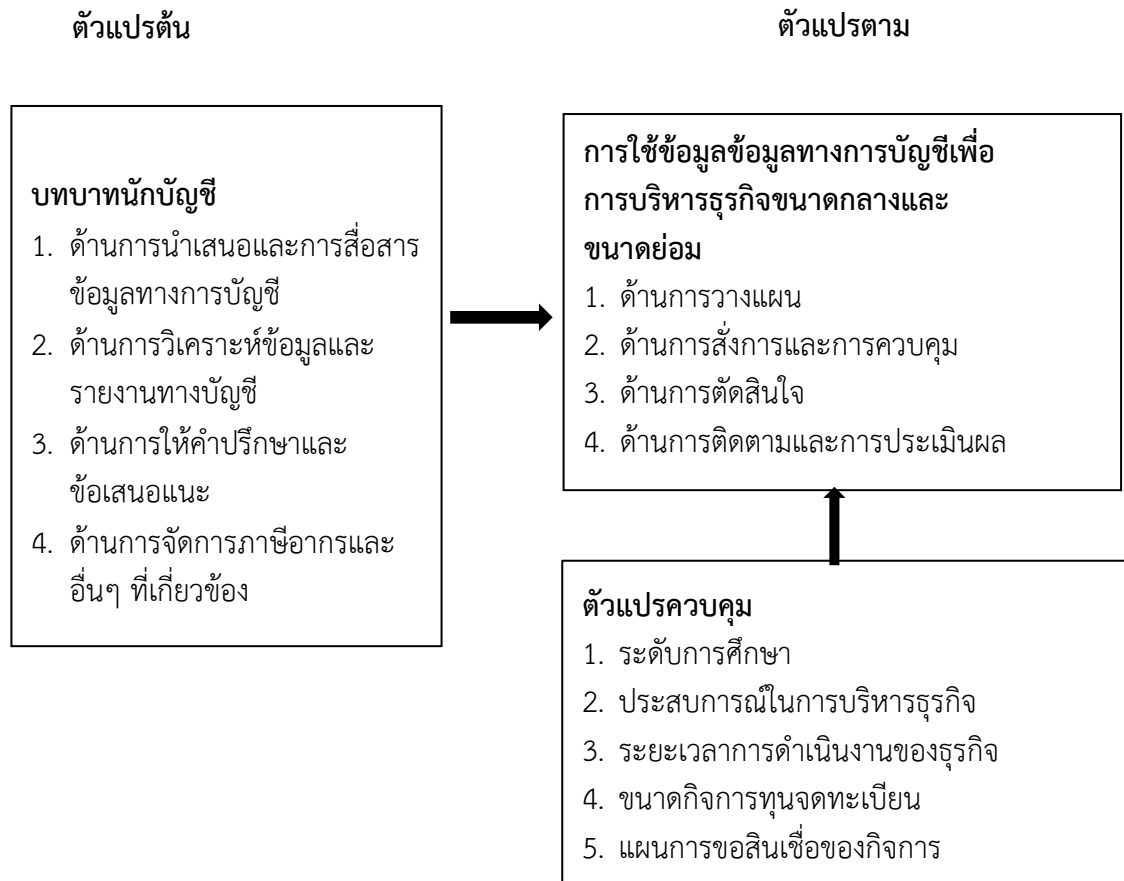 ตัวแปรต้น
ตัวแปรตาม
บทบาทนักบัญชี
1. ด้านการนำเสนอและการสื่อสาร
ข้อมูลทางการบัญชี
2. ด้านการวิเคราะห์ข้อมูลและ
รายงานทางบัญชี
3. ด้านการให้คำปรึกษาและ
ข้อเสนอแนะ
4. ด้านการจัดการภาษีอากรและ
อื่นๆ ที่เกี่ยวข้อง
การใช้ข้อมูลข้อมูลทางการบัญชีเพื่อ
การบริหารธุรกิจขนาดกลางและ
ขนาดย่อม
1. ด้านการวางแผน
2. ด้านการสั่งการและการควบคุม
3. ด้านการตัดสินใจ
4. ด้านการติดตามและการประเมินผล
ตัวแปรควบคุม
1. ระดับการศึกษา
2. ประสบการณ์ในการบริหารธุรกิจ
3. ระยะเวลาการดำเนินงานของธุรกิจ
4. ขนาดกิจการทุนจดทะเบียน
5. แผนการขอสินเชื่อของกิจการ